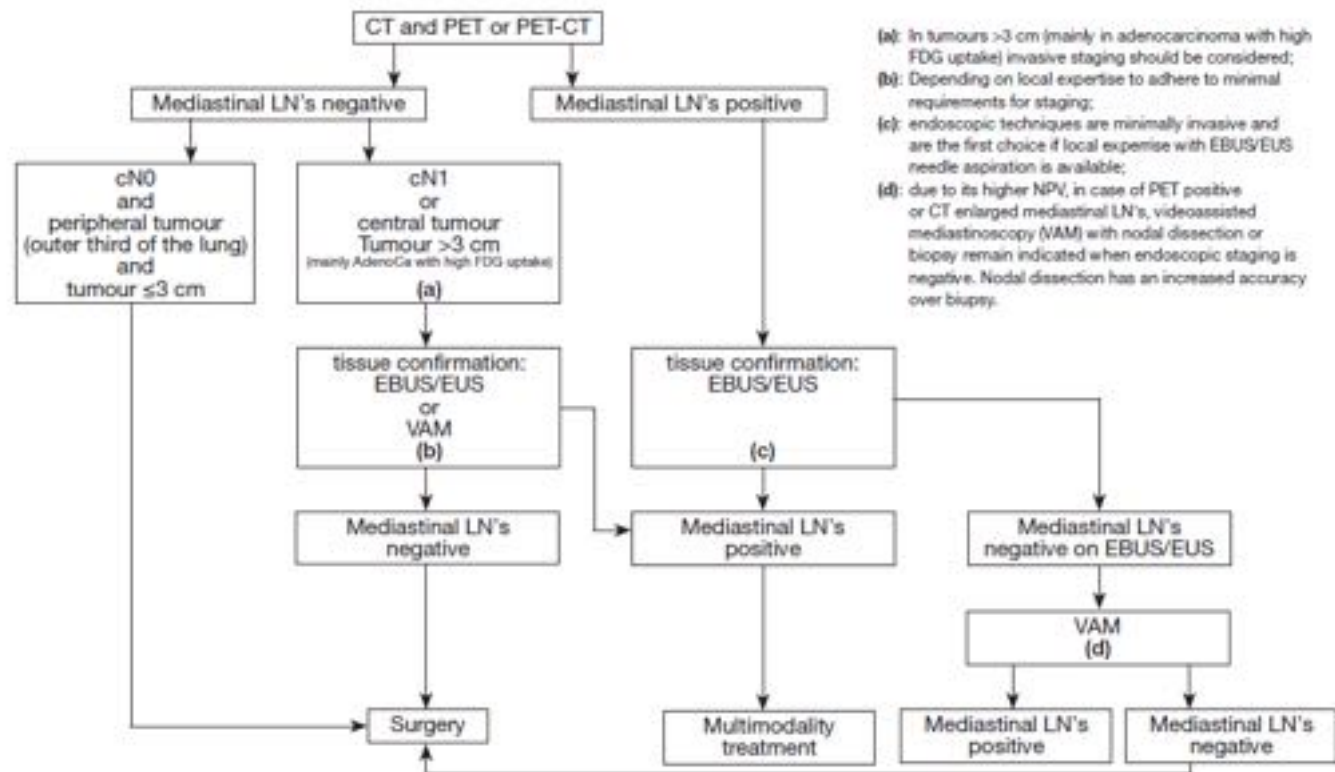 CT and PET or PET-CT
Mediastinal LN's negative
Mediastinal LN's positive
cN0
and
peripheral tumour
(outer third of the lung)
and
tumour ≤3 cm
cN1
or
central tumour
Tumour >3 cm
(mainly AdenoCa with high FDG uptake)
(a)
(a): In tumours >3 cm (mainly in adenocarcinoma with high
FDG uptake) invasive staging should be considered;
(b): Depending on local expertise to adhere to minimal
requirements for staging;
(c): endoscopic techniques are minimally invasive and
are the first choice if local expertise with EBUS/EUS
needle aspiration is available;
(d): due to its higher NPV, in case of PET positive
or CT enlarged mediastinal LN's, videoassisted
mediastinoscopy (VAM) with nodal dissection or
biopsy remain indicated when endoscopic staging is
negative. Nodal dissection has an increased accuracy
over biupsy.
tissue confirmation:
EBUS/EUS
or
VAM
(b)
tissue confirmation:
EBUS/EUS
(c)
Mediastinal LN's
negative
Mediastinal LN's
positive
Mediastinal LN's
negative on EBUS/EUS
VAM
(d)
Surgery
Multimodality
treatment
Mediastinal LN's
positive
Mediastinal LN's
negative